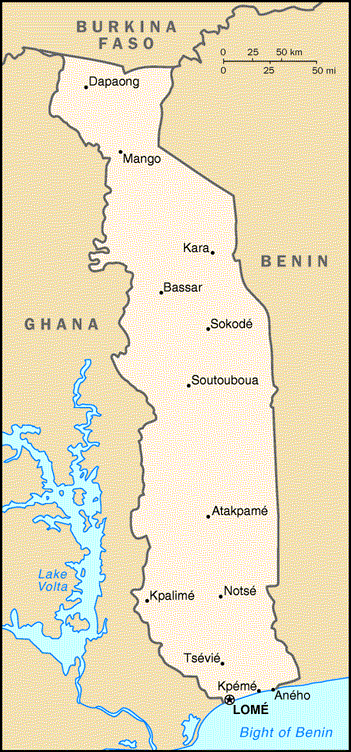 BURKINA
FASO
0 25 50 km
0 25 50 mi
Dapaong
Mango
Kara
BENIN
Bassar
GHANA
Sokodé
Soutouboua
Atakpamé
Lake
Volta
Kpalimé
Notsé
Tsévié
Kpémé
Aného
LOMÉ
Bight of Benin